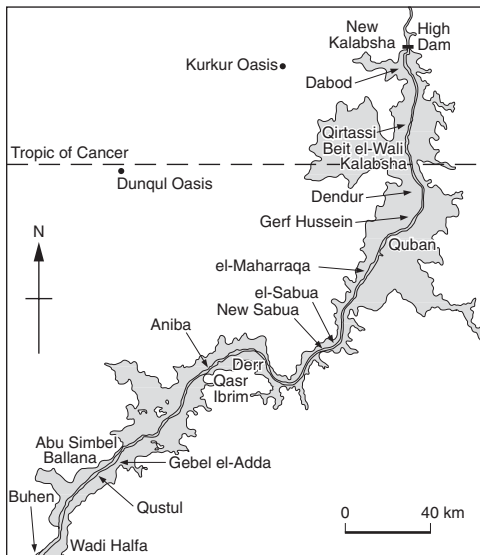 New
Kalabsha
High
Dam
Kurkur Oasis
Dabod
Qirtassi
Beit el-Wali
Tropic of Cancer
Kalabsha
Dunqul Oasis
Dendur
Gerf Hussein
N
Quban
el-Maharraqa
el-Sabua
New Sabua
Aniba
Derr
Qasr
Ibrim
Abu Simbel
Ballana
Gebel el-Adda
Buhen
Qustul
0 40 km
Wadi Halfa